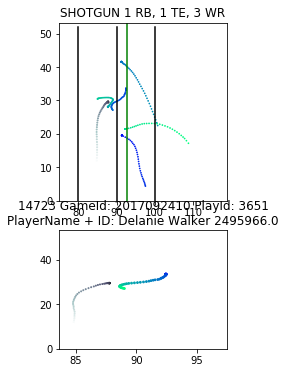 SHOTGUN 1 RB, 1 TE, 3 WR
50
40
30
20
10
0
80 90 100 110
14723 GameId: 2017092410 PlayId: 3651
PlayerName + ID: Delanie Walker 2495966.0
40
20
0
85 90 95